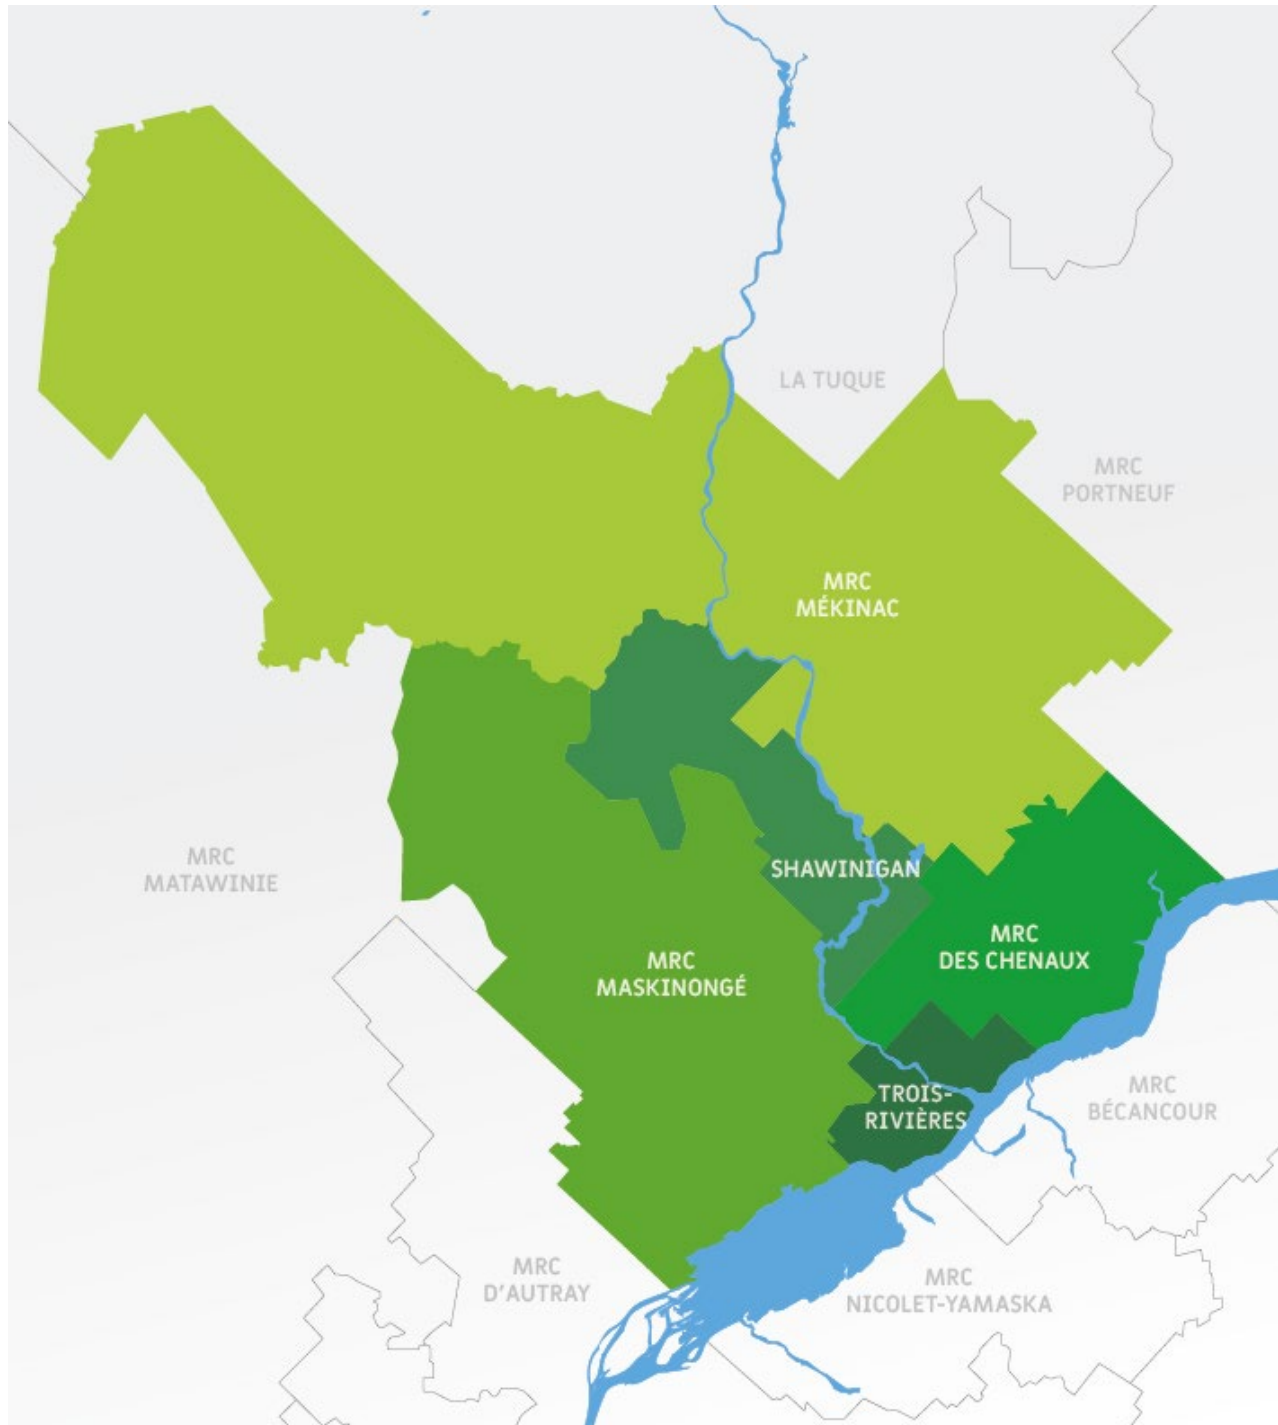 LA TUQUE
MRC
PORTNEUF
MRC
MÉKINAC
MRC
MATAWINIE
SHAWINIGAN
MRC
DES CHENAUX
MRC
MASKINONGÉ
MRC
BÉCANCOUR
TROIS-
RIVIÈRES
MRC
D'AUTRAY
MRC
NICOLET-YAMASKA